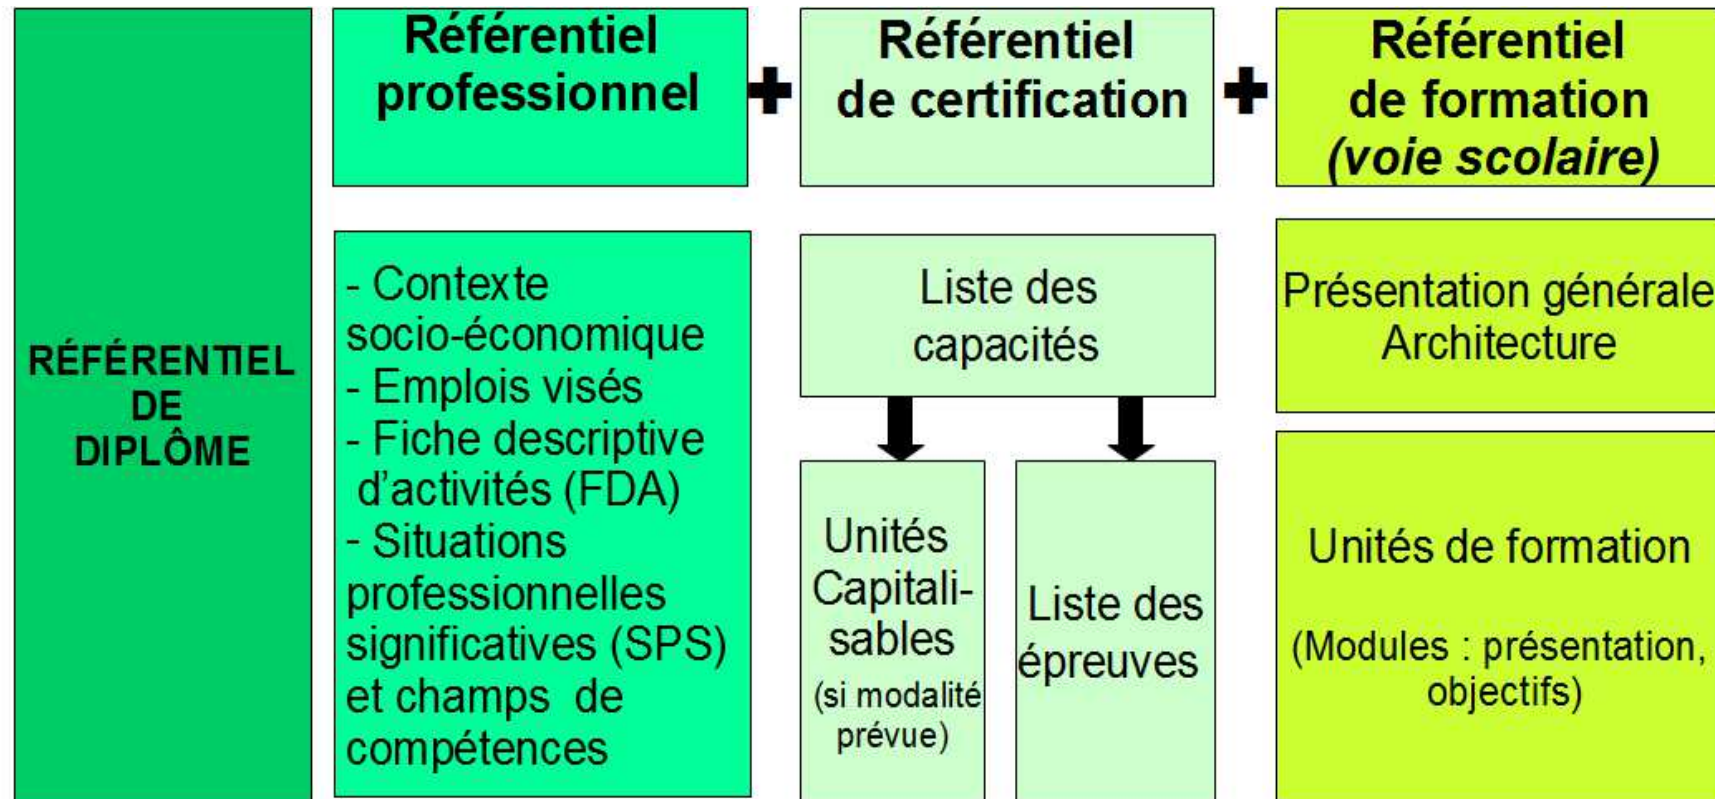 RÉFÉRENTIEL
DE
DIPLÔME
Référentiel
professionnel
+
Référentiel
de certification
+
Référentiel
de formation
(voie scolaire)
- Contexte
socio-économique
- Emplois visés
- Fiche descriptive
d'activités (FDA)
- Situations
professionnelles
significatives (SPS)
et champs de
compétences
Liste des
capacités
Unités
Capitali-
sables
(si modalité
prévue)
Liste des
épreuves
Présentation générale
Architecture
Unités de formation
(Modules : présentation,
objectifs)